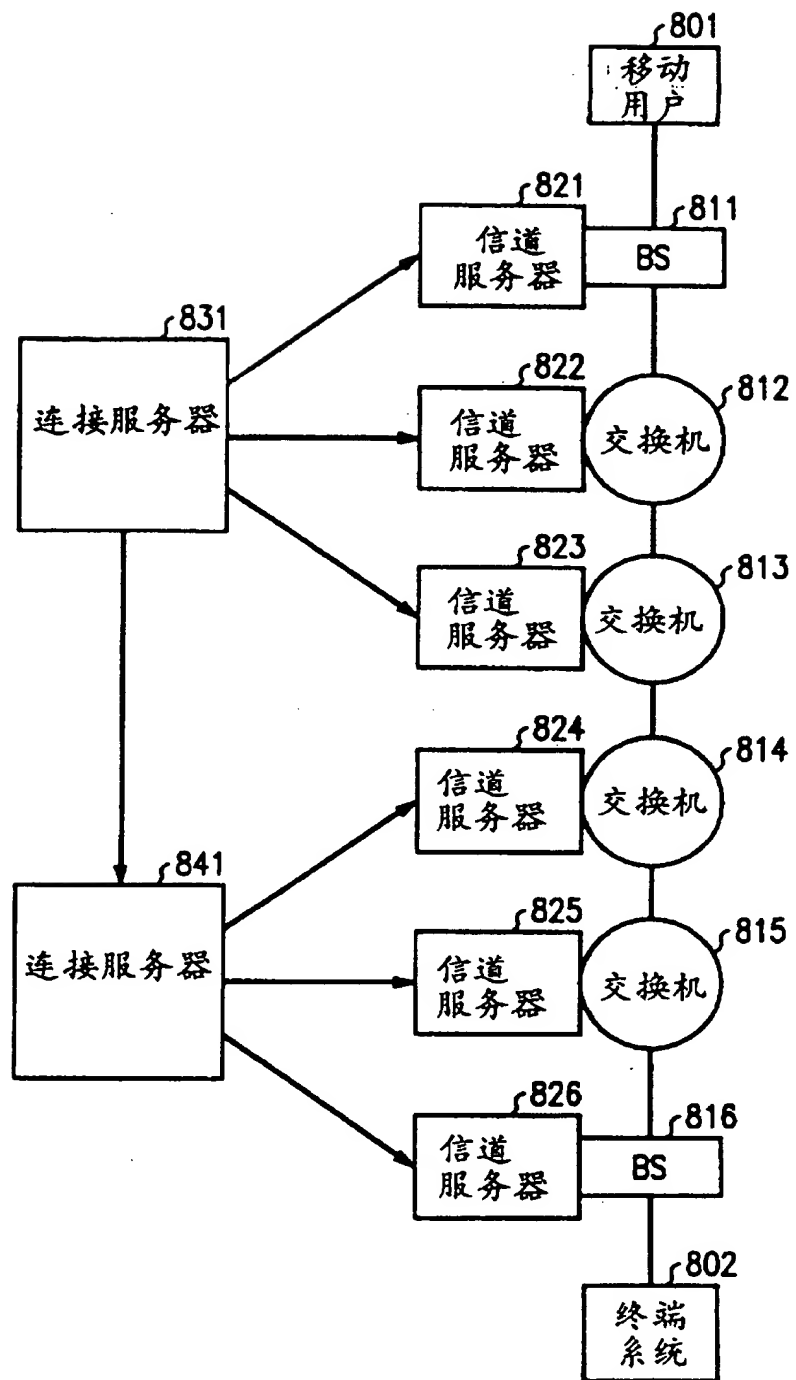 801
移动
用户
821
信道
服务器
811
BS
831
连接服务器
822
信道
服务器
812
交换机
823
信道
服务器
813
交换机
824
信道
服务器
814
交换机
841
连接服务器
825
信道
服务器
815
交换机
826
信道
服务器
816
BS
802
终端
系统